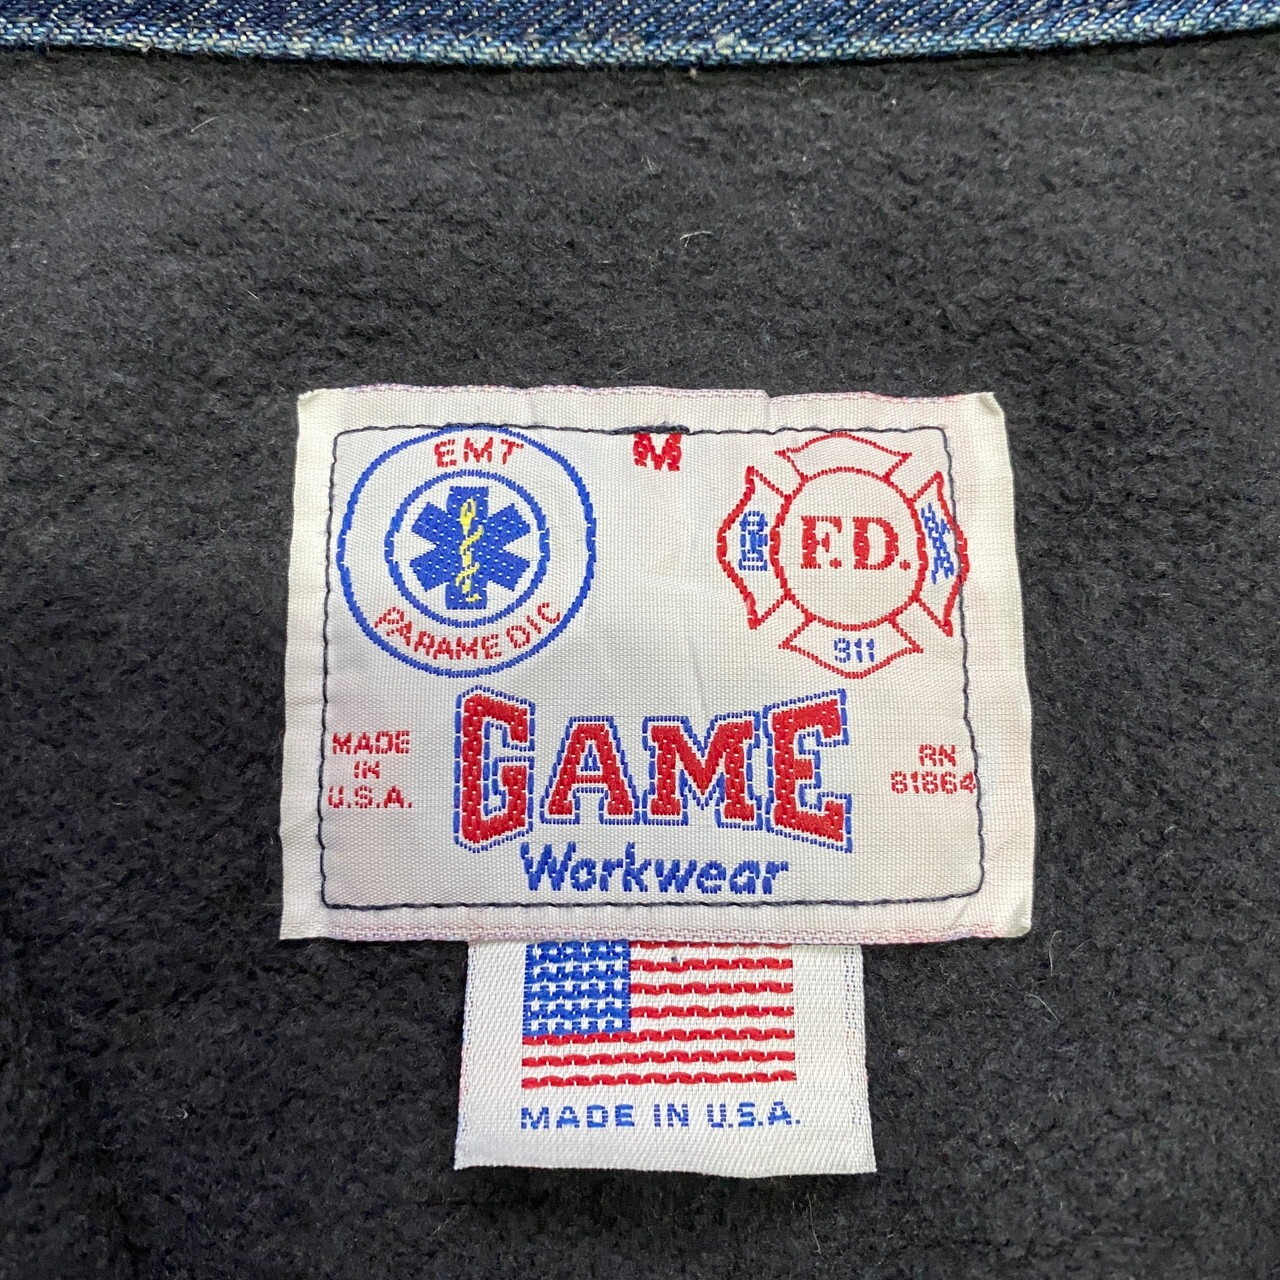 EMT
PARAMEDIC
M
F.D.
911
GAME
Workwear
MADE
IN
U.S.A.
RN
81864
MADE IN U.S.A.